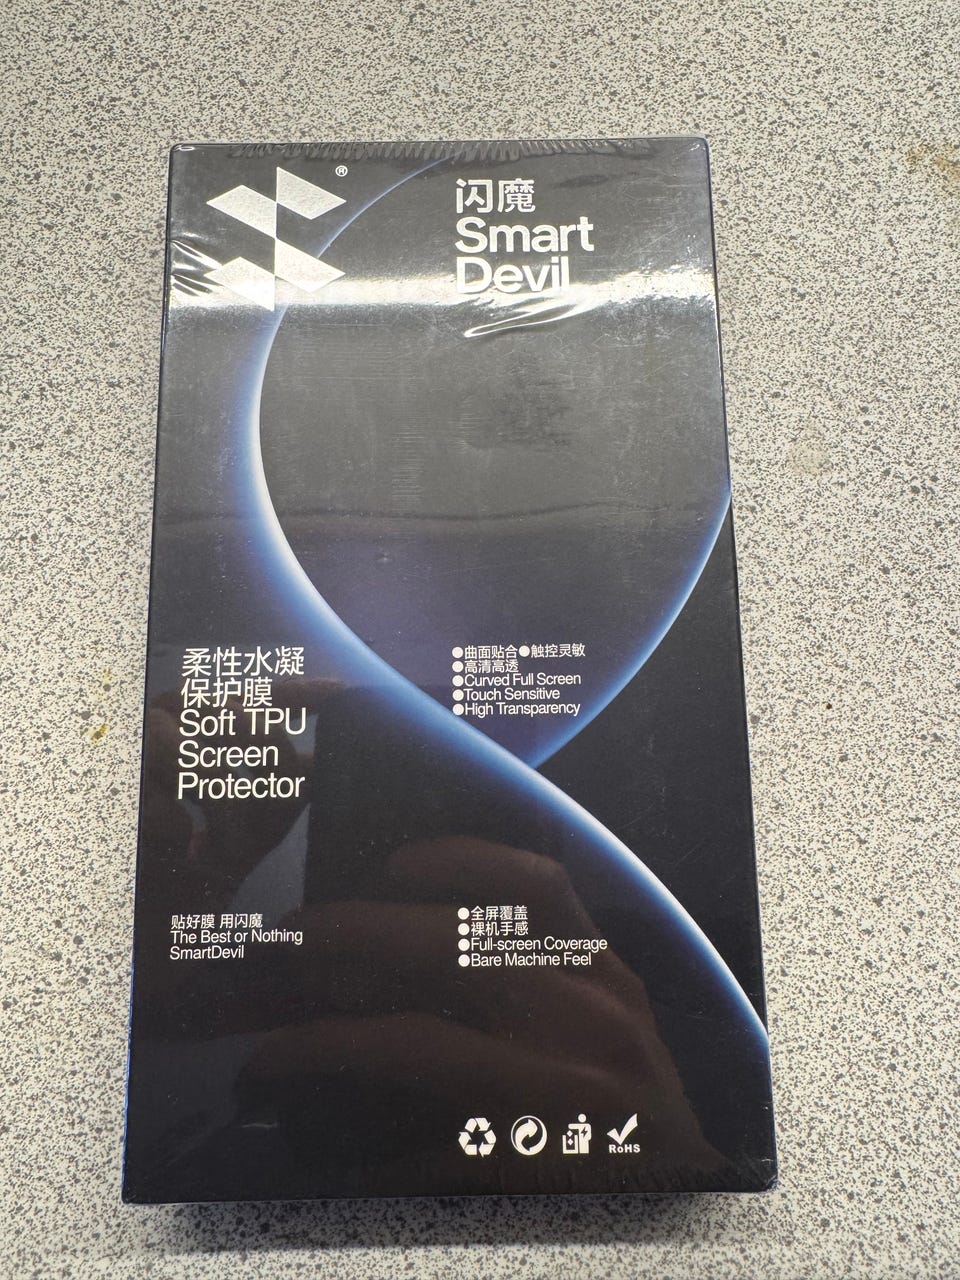 ®
闪魔
Smart
Devil
柔性水凝
保护膜
Soft TPU
Screen
Protector
●曲面贴合●触控灵敏
●高清高透
●Curved Full Screen
●Touch Sensitive
●High Transparency
贴好膜 用闪魔
The Best or Nothing
SmartDevil
●全屏覆盖
●裸机手感
●Full-screen Coverage
●Bare Machine Feel
RoHS